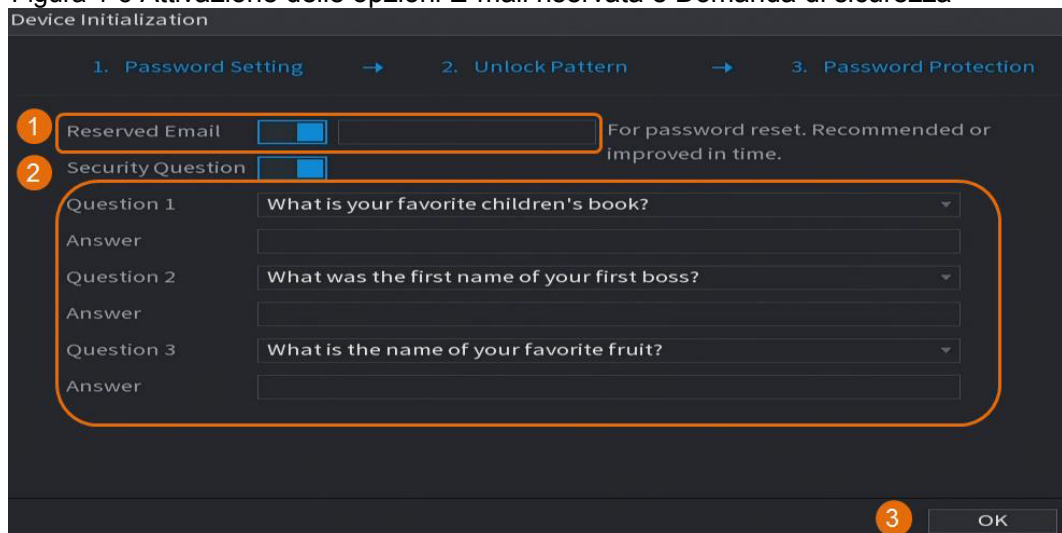 Device Initialization
1. Password Setting → 2. Unlock Pattern → 3. Password Protection
1 Reserved Email For password reset. Recommended or
improved in time.
2 Security Question
Question 1 What is your favorite children's book?
Answer
Question 2 What was the first name of your first boss?
Answer
Question 3 What is the name of your favorite fruit?
Answer
3 OK